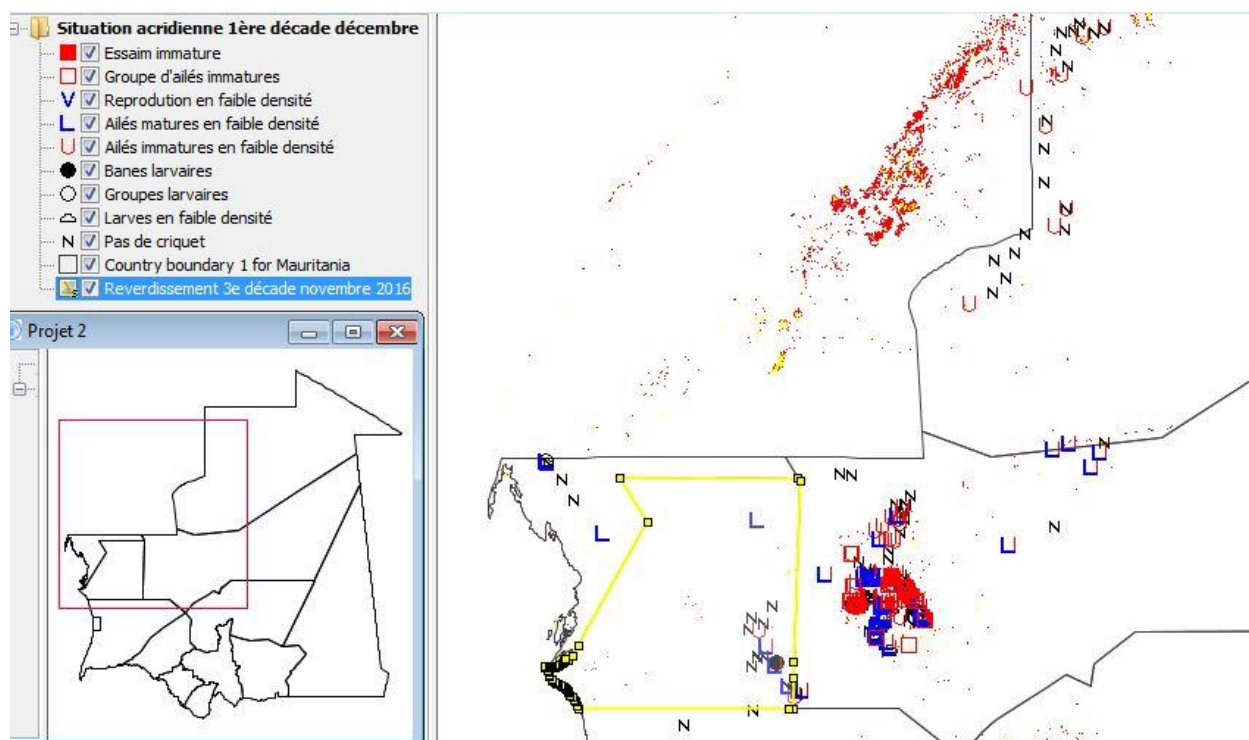 Situation acridienne 1ère décade décembre
Essaim immature
Groupe d'ailés immatures
Reprodution en faible densité
Ailés matures en faible densité
Ailés immatures en faible densité
Banes larvaires
Groupes larvaires
Larves en faible densité
N Pas de criquet
Country boundary 1 for Mauritania
Reverdissement 3e décade novembre 2016
Projet 2